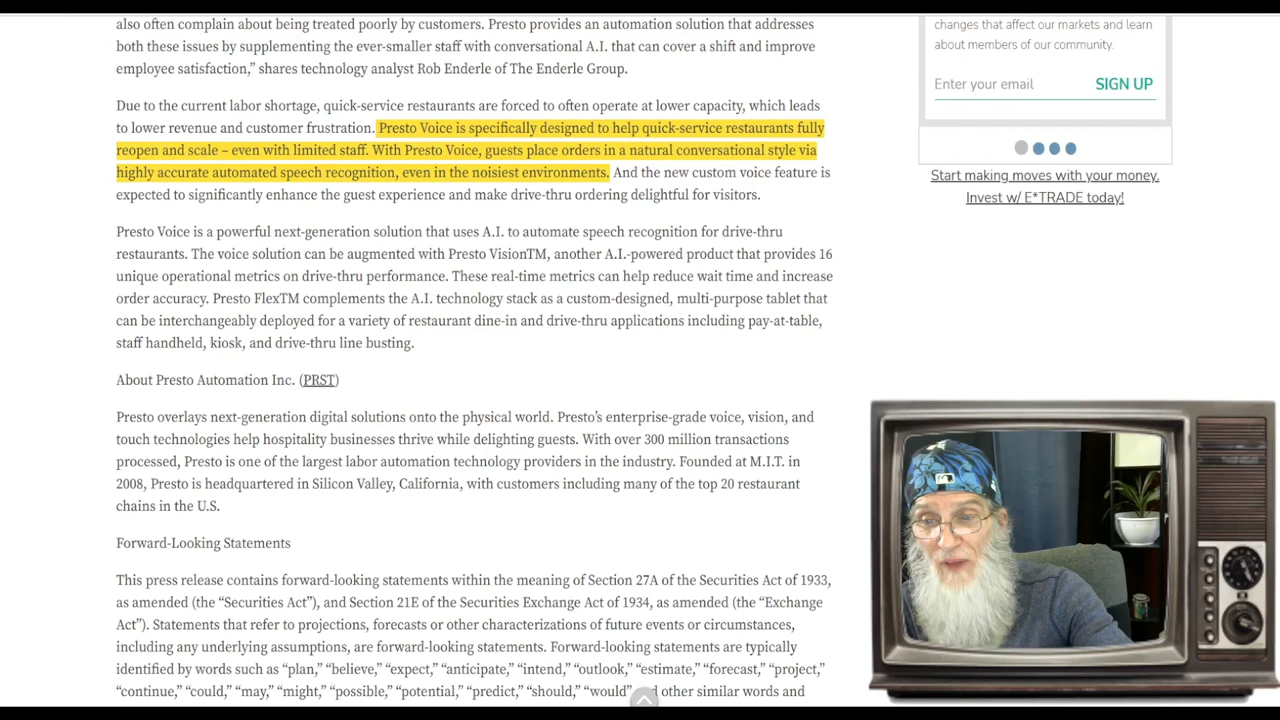 also often complain about being treated poorly by customers. Presto provides an automation solution that addresses
both these issues by supplementing the ever-smaller staff with conversational A.I. that can cover a shift and improve
employee satisfaction,” shares technology analyst Rob Enderle of The Enderle Group.
Due to the current labor shortage, quick-service restaurants are forced to often operate at lower capacity, which leads
to lower revenue and customer frustration. Presto Voice is specifically designed to help quick-service restaurants fully
reopen and scale – even with limited staff. With Presto Voice, guests place orders in a natural conversational style via
highly accurate automated speech recognition, even in the noisiest environments. And the new custom voice feature is
expected to significantly enhance the guest experience and make drive-thru ordering delightful for visitors.
Presto Voice is a powerful next-generation solution that uses A.I. to automate speech recognition for drive-thru
restaurants. The voice solution can be augmented with Presto VisionTM, another A.I.-powered product that provides 16
unique operational metrics on drive-thru performance. These real-time metrics can help reduce wait time and increase
order accuracy. Presto FlexTM complements the A.I. technology stack as a custom-designed, multi-purpose tablet that
can be interchangeably deployed for a variety of restaurant dine-in and drive-thru applications including pay-at-table,
staff handheld, kiosk, and drive-thru line busting.
About Presto Automation Inc. (PRST)
Presto overlays next-generation digital solutions onto the physical world. Presto’s enterprise-grade voice, vision, and
touch technologies help hospitality businesses thrive while delighting guests. With over 300 million transactions
processed, Presto is one of the largest labor automation technology providers in the industry. Founded at M.I.T. in
2008, Presto is headquartered in Silicon Valley, California, with customers including many of the top 20 restaurant
chains in the U.S.
Forward-Looking Statements
This press release contains forward-looking statements within the meaning of Section 27A of the Securities Act of 1933,
as amended (the “Securities Act”), and Section 21E of the Securities Exchange Act of 1934, as amended (the “Exchange
Act”). Statements that refer to projections, forecasts or other characterizations of future events or circumstances,
including any underlying assumptions, are forward-looking statements. Forward-looking statements are typically
identified by words such as “plan,” “believe,” “expect,” “anticipate,” “intend,” “outlook,” “estimate,” “forecast,” “project,”
“continue,” “could,” “may,” “might,” “possible,” “potential,” “predict,” “should,” “would” other similar words and
changes that affect our markets and learn
about members of our community.
Enter your email SIGN UP
Start making moves with your money.
Invest w/ E*TRADE today!